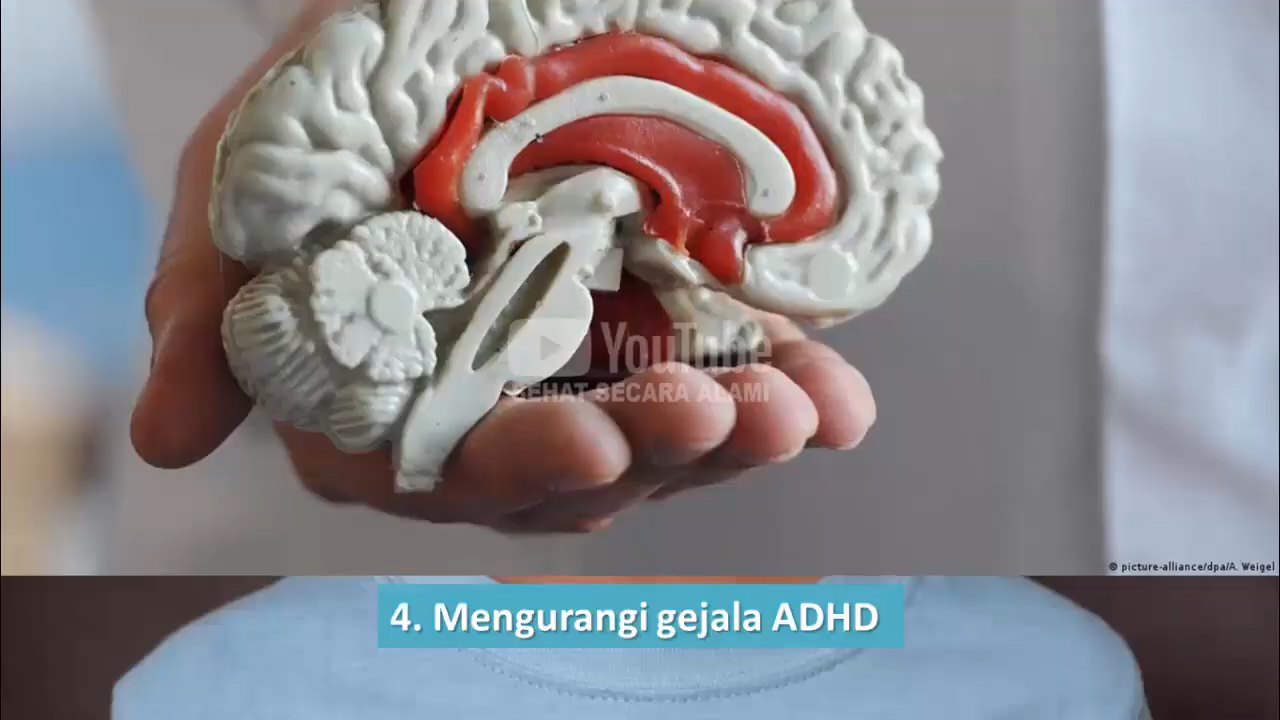 YouTube
SEHAT SECARA ALAMI
© picture-alliance/dpa/A. Weigel
4. Mengurangi gejala ADHD